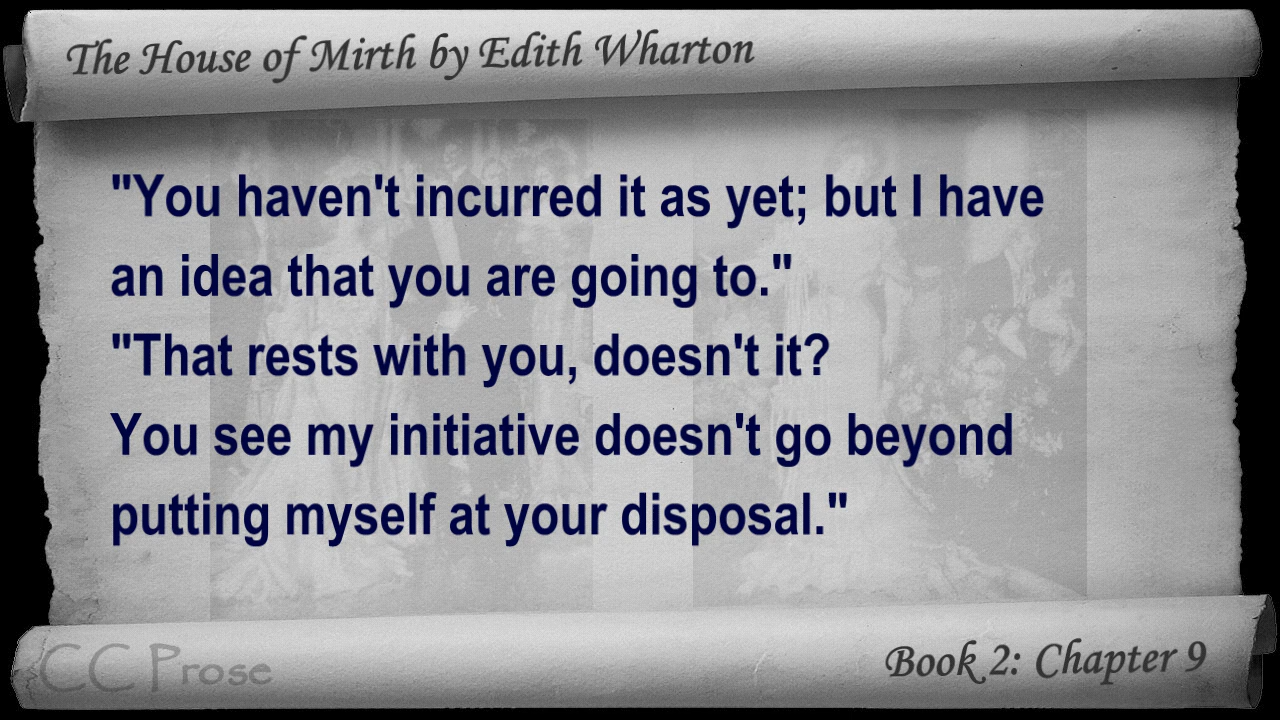 The House of Mirth by Edith Wharton
"You haven't incurred it as yet; but I have
an idea that you are going to."
"That rests with you, doesn't it?
You see my initiative doesn't go beyond
putting myself at your disposal."
CC Prose
Book 2: Chapter 9